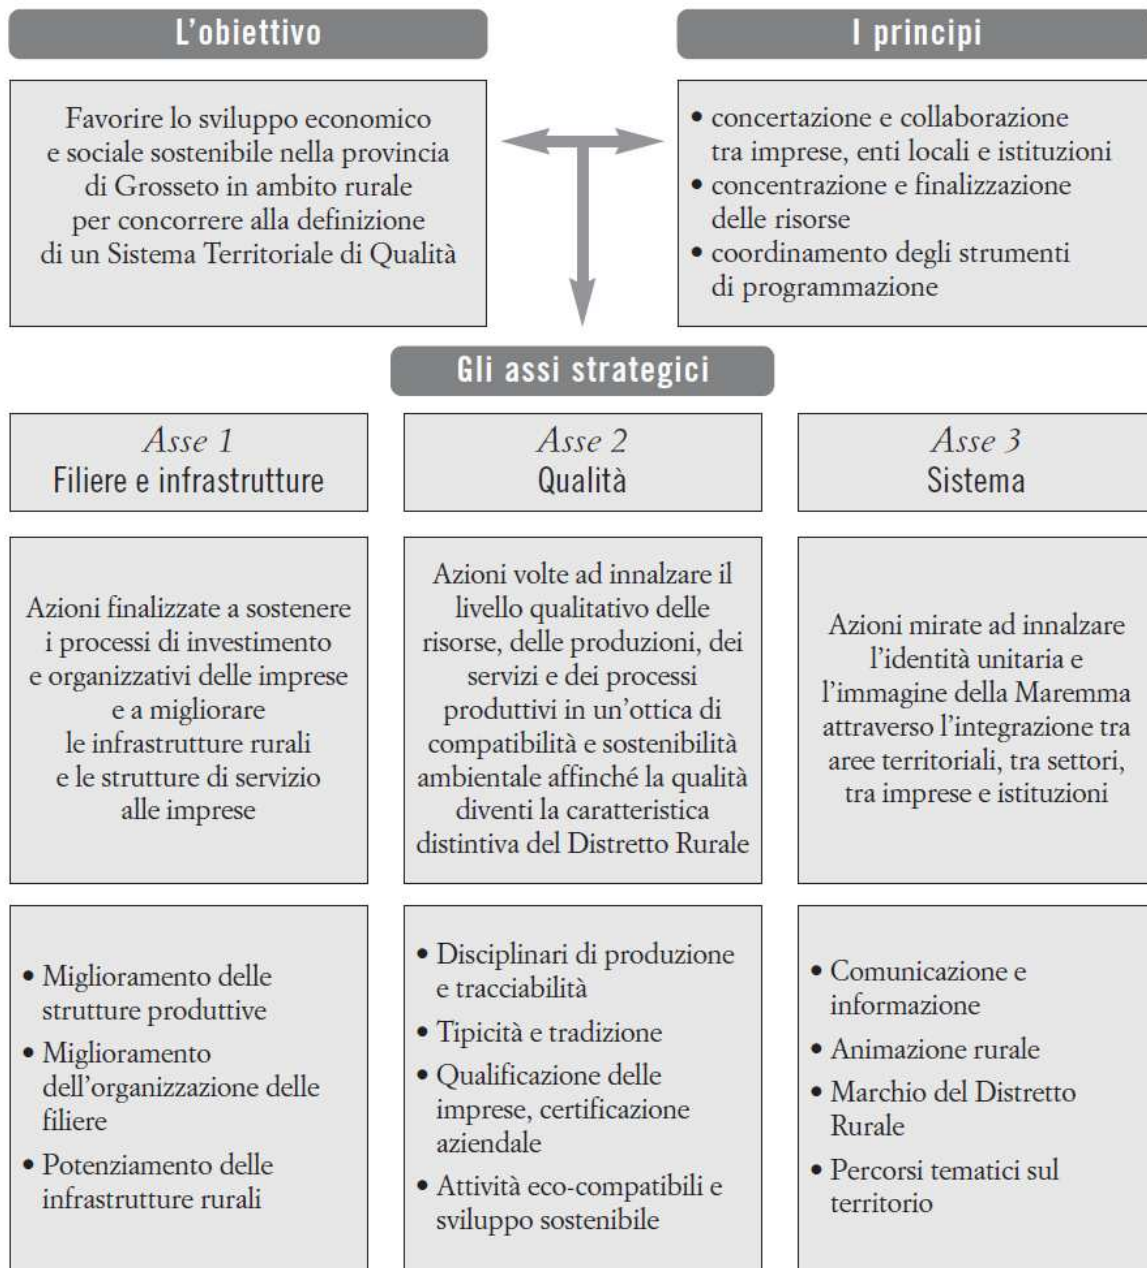 L'obiettivo
Favorire lo sviluppo economico
e sociale sostenibile nella provincia
di Grosseto in ambito rurale
per concorrere alla definizione
di un Sistema Territoriale di Qualità
I principi
• concertazione e collaborazione
tra imprese, enti locali e istituzioni
• concentrazione e finalizzazione
delle risorse
• coordinamento degli strumenti
di programmazione
Gli assi strategici
Asse 1
Filiere e infrastrutture
Azioni finalizzate a sostenere
i processi di investimento
e organizzativi delle imprese
e a migliorare
le infrastrutture rurali
e le strutture di servizio
alle imprese
• Miglioramento delle
strutture produttive
• Miglioramento
dell'organizzazione delle
filiere
• Potenziamento delle
infrastrutture rurali
Asse 2
Qualità
Azioni volte ad innalzare il
livello qualitativo delle
risorse, delle produzioni, dei
servizi e dei processi
produttivi in un'ottica di
compatibilità e sostenibilità
ambientale affinché la qualità
diventi la caratteristica
distintiva del Distretto Rurale
• Disciplinari di produzione
e tracciabilità
• Tipicità e tradizione
• Qualificazione delle
imprese, certificazione
aziendale
• Attività eco-compatibili e
sviluppo sostenibile
Asse 3
Sistema
Azioni mirate ad innalzare
l'identità unitaria e
l'immagine della Maremma
attraverso l'integrazione tra
aree territoriali, tra settori,
tra imprese e istituzioni
• Comunicazione e
informazione
• Animazione rurale
• Marchio del Distretto
Rurale
• Percorsi tematici sul
territorio